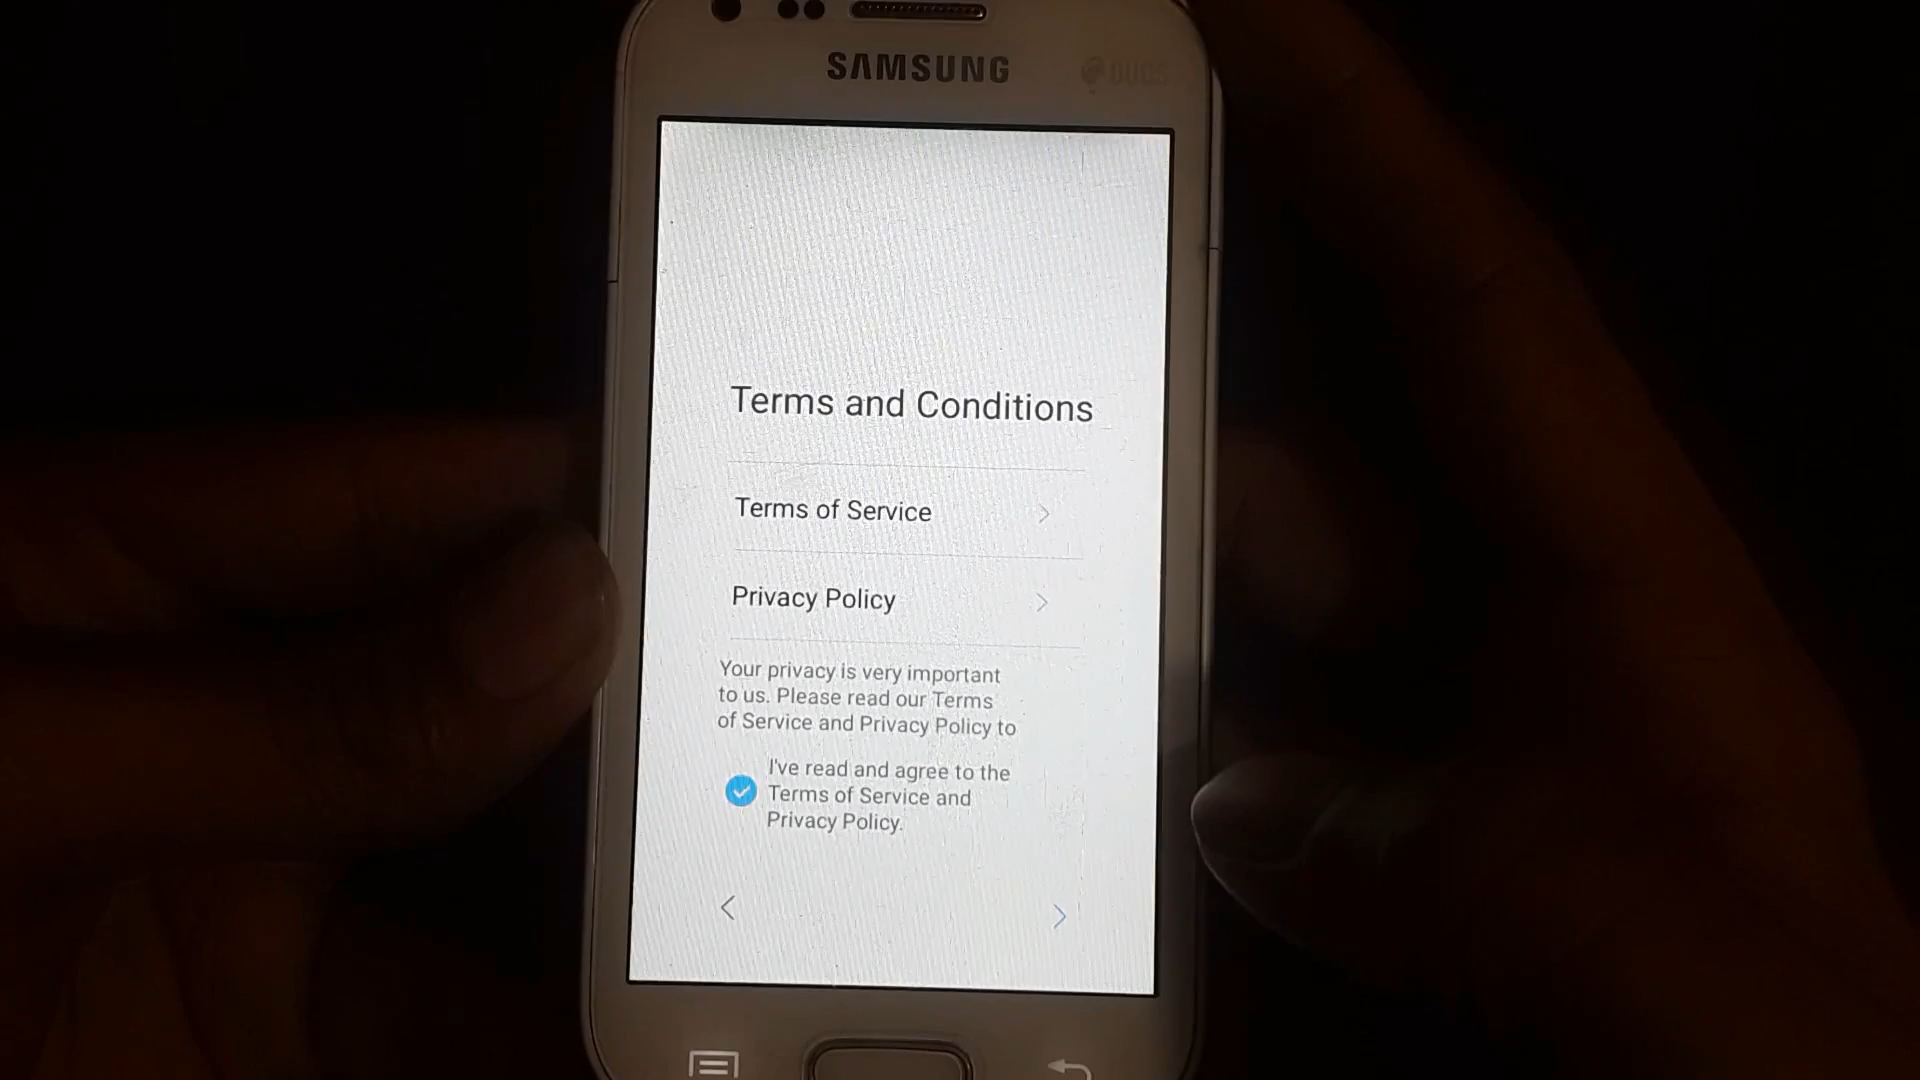 SAMSUNG
DUOS
Terms and Conditions
Terms of Service
Privacy Policy
Your privacy is very important
to us. Please read our Terms
of Service and Privacy Policy to
I've read and agree to the
Terms of Service and
Privacy Policy.